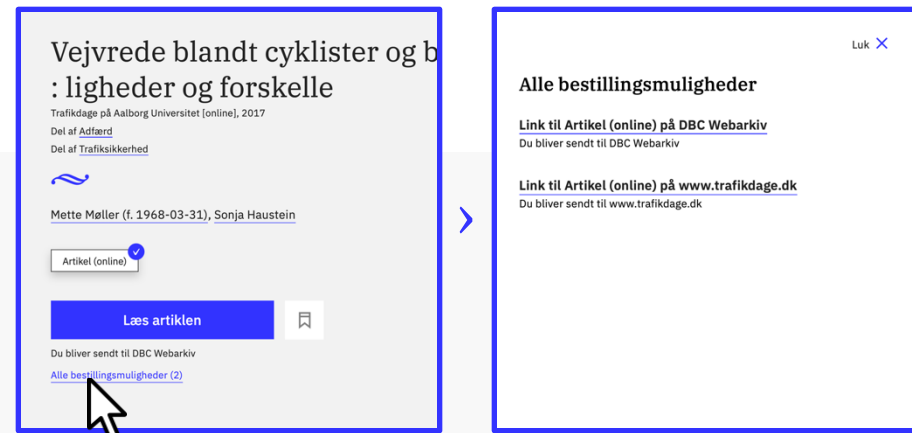 Vejvrede blandt cyklister og b
: ligheder og forskelle
Trafikdage på Aalborg Universitet [online], 2017
Del af Adfærd
Del af Trafiksikkerhed
Mette Møller (f. 1968-03-31), Sonja Haustein
Artikel (online)
Læs artiklen
Du bliver sendt til DBC Webarkiv
Alle bestillingsmuligheder (2)
Luk
Alle bestillingsmuligheder
Link til Artikel (online) på DBC Webarkiv
Du bliver sendt til DBC Webarkiv
Link til Artikel (online) på www.trafikdage.dk
Du bliver sendt til www.trafikdage.dk